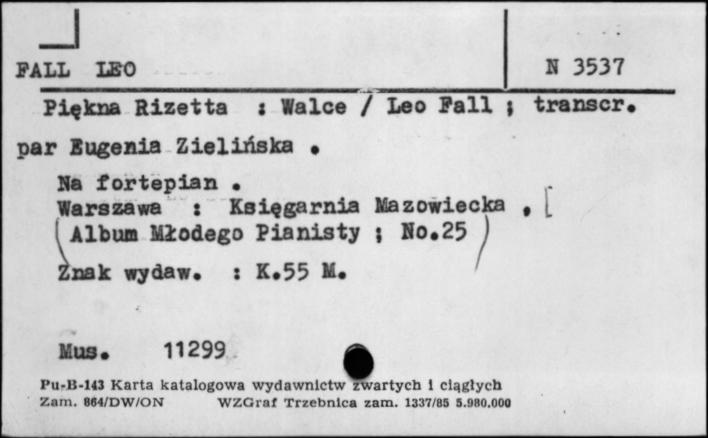 FALL LEO
N 3537
Piękna Rizetta : Walce / Leo Fall ; transcr.
par Eugenia Zielińska .
Na fortepian .
Warszawa : Księgarnia Mazowiecka , [
( Album Młodego Pianisty ; No.25 )
Znak wydaw. : K.55 M.
Mus. 11299
Pu-B-143 Karta katalogowa wydawnictw zwartych i ciągłych
Zam. 864/DW/ON WZGraf Trzebnica zam. 1337/85 5.980.000